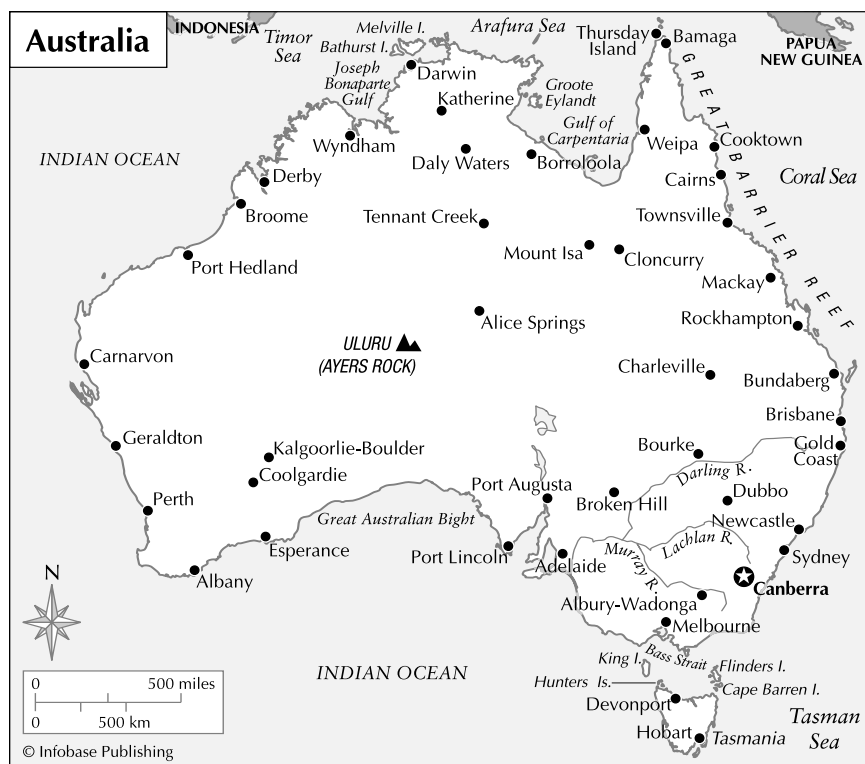 Australia
INDONESIA
Timor
Sea
Melville I.
Bathurst I.
Arafura Sea
Thursday
Island
Bamaga
PAPUA
NEW GUINEA
Joseph
Bonaparte
Gulf
Darwin
Katherine
Groote
Eylandt
Gulf of
Carpentaria
GREAT BARRIER REEF
INDIAN OCEAN
Wyndham
Daly Waters
Borroloola
Weipa
Cooktown
Coral Sea
Derby
Cairns
Broome
Tennant Creek
Townsville
Port Hedland
Mount Isa
Cloncurry
Mackay
Alice Springs
Rockhampton
ULURU
(AYERS ROCK)
Carnarvon
Charleville
Bundaberg
Brisbane
Geraldton
Kalgoorlie-Boulder
Coolgardie
Bourke
Gold
Coast
Darling R.
Port Augusta
Broken Hill
Dubbo
Perth
Great Australian Bight
Newcastle
Lachlan R.
Esperance
Port Lincoln
Adelaide
Murray R.
Sydney
Albany
Canberra
Albury-Wadonga
Melbourne
N
INDIAN OCEAN
King I.
Bass Strait
Flinders I.
Hunters Is.
Cape Barren I.
Devonport
Hobart
Tasmania
Tasman
Sea
0 500 miles
0 500 km
© Infobase Publishing